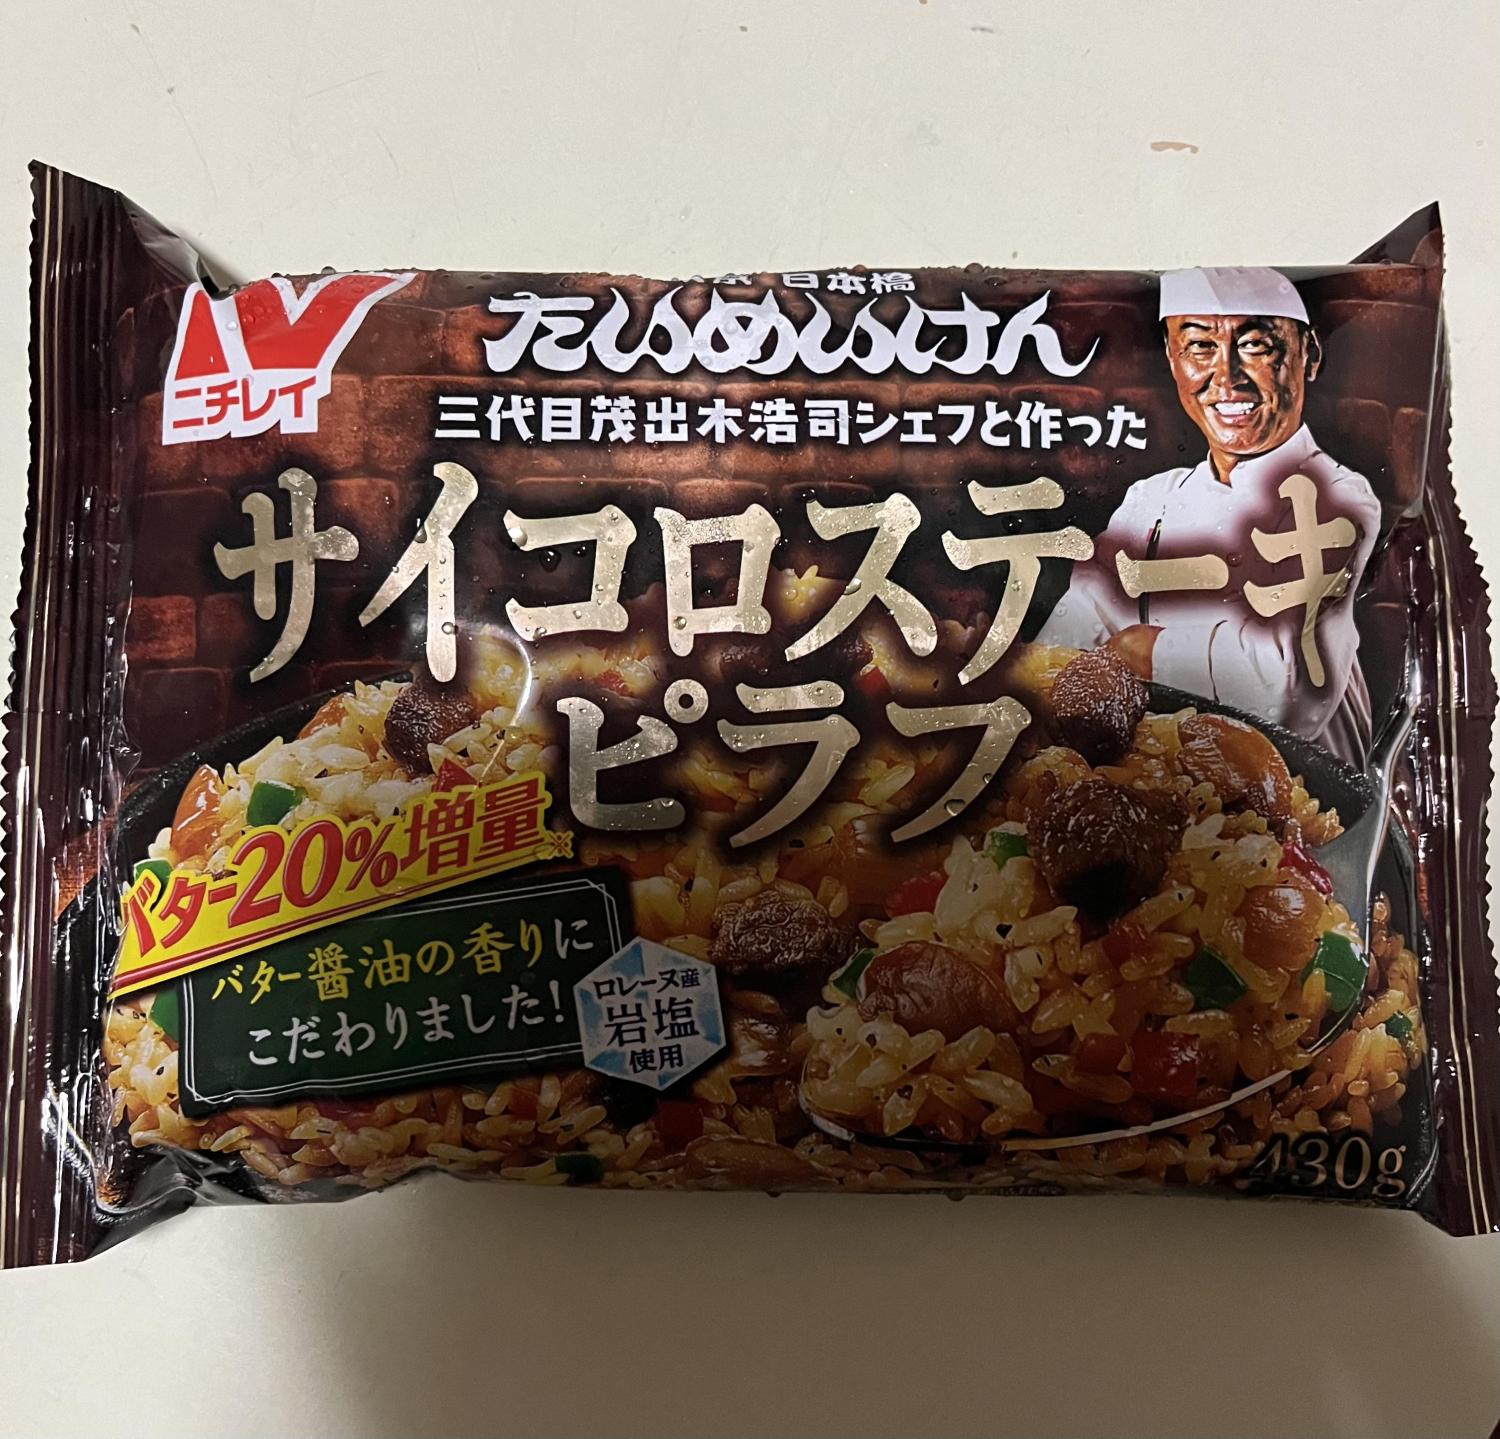 ニチレイ
日本橋
たいめいけん
三代目茂出木浩司シェフと作った
サイコロステーキ
ピラフ
バター20%増量※
バター醤油の香りに
こだわりました!
ロレーヌ産
岩塩
使用
430g